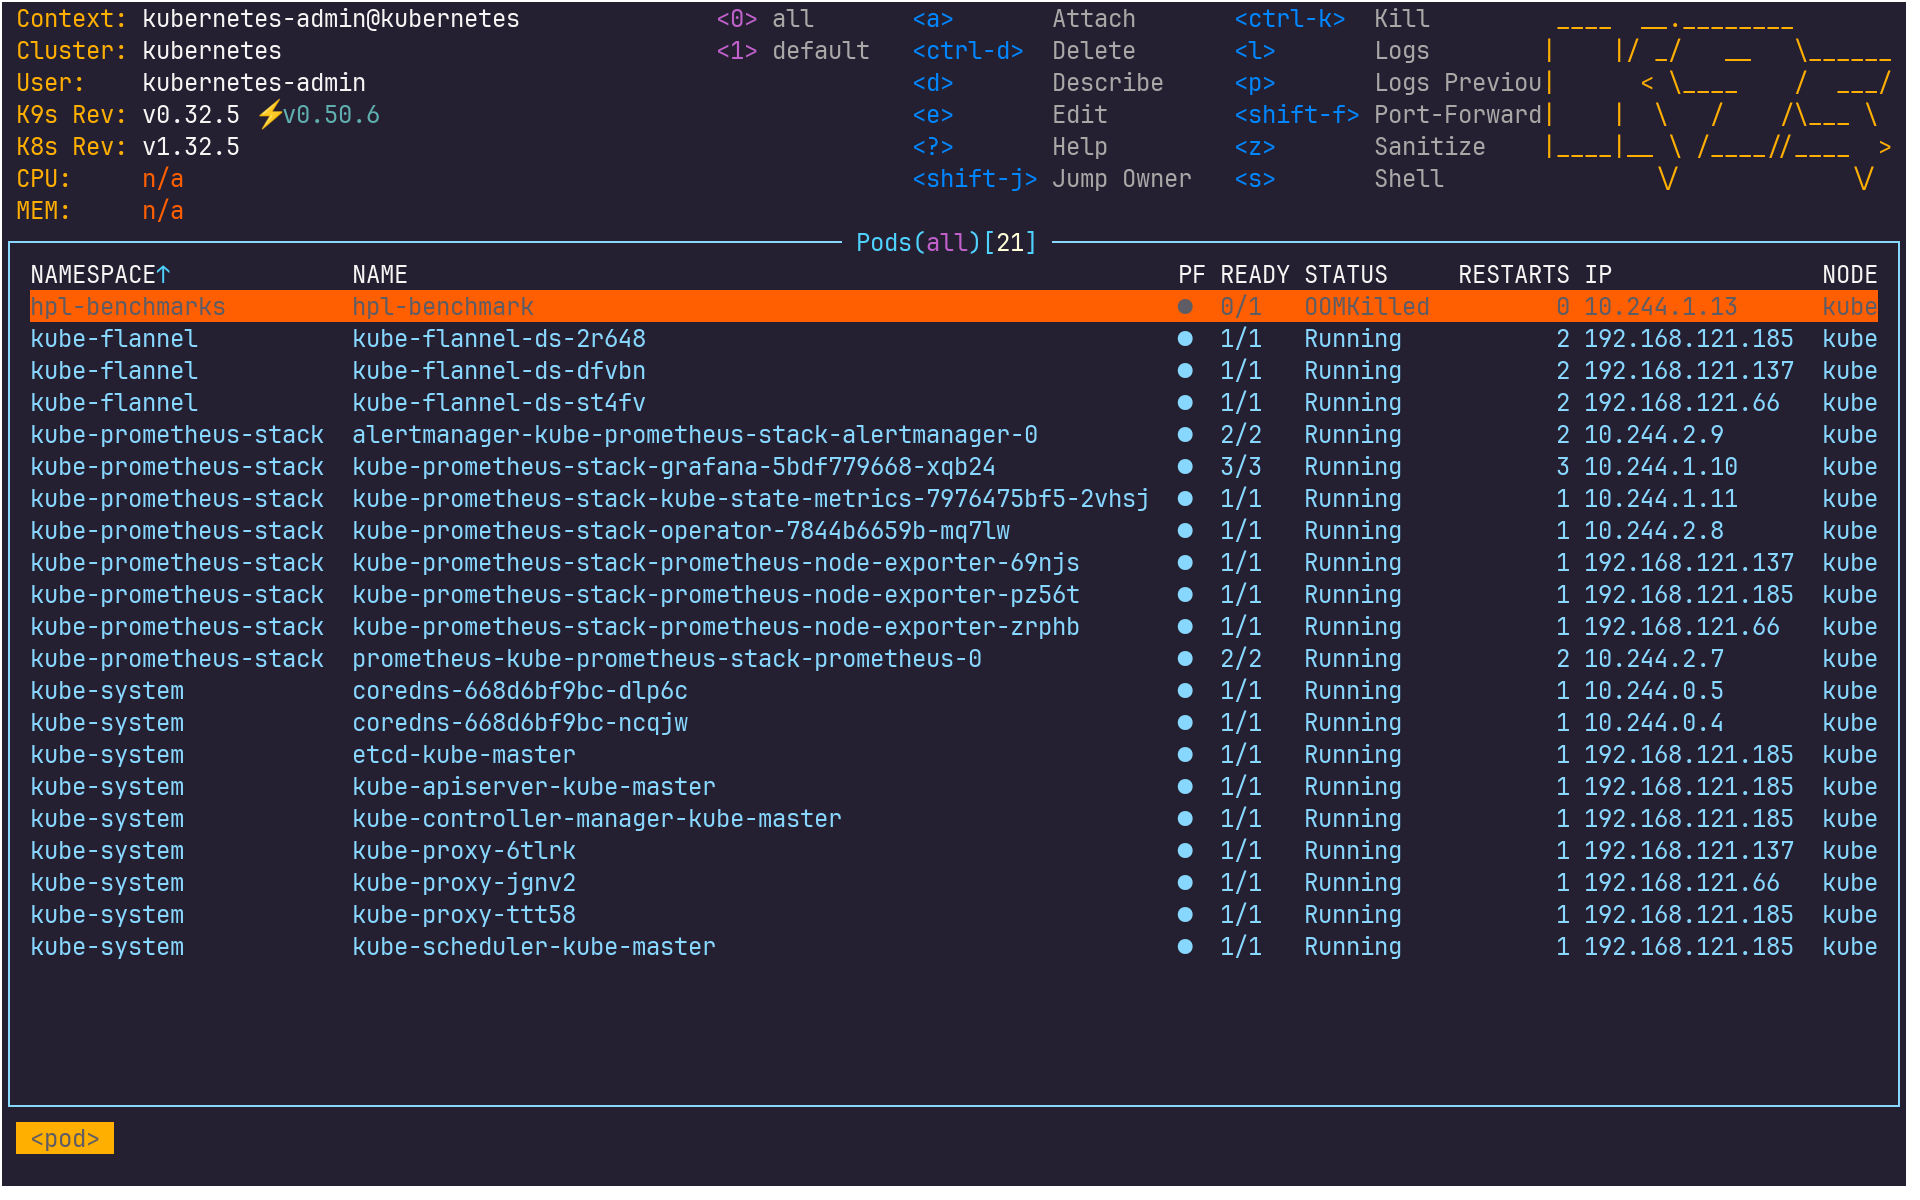 Context: kubernetes-admin@kubernetes <0> all <a> Attach <ctrl-k> Kill
Cluster: kubernetes <1> default <ctrl-d> Delete <l> Logs
User: kubernetes-admin <d> Describe <p> Logs Previou
K9s Rev: v0.32.5 ⚡v0.50.6 <e> Edit <shift-f> Port-Forward
K8s Rev: v1.32.5 <?> Help <z> Sanitize
CPU: n/a <shift-j> Jump Owner <s> Shell
MEM: n/a
Pods(all)[21]
NAMESPACE↑ NAME PF READY STATUS RESTARTS IP NODE
hpl-benchmarks hpl-benchmark ● 0/1 OOMKilled 0 10.244.1.13 kube
kube-flannel kube-flannel-ds-2r648 ● 1/1 Running 2 192.168.121.185 kube
kube-flannel kube-flannel-ds-dfvbn ● 1/1 Running 2 192.168.121.137 kube
kube-flannel kube-flannel-ds-st4fv ● 1/1 Running 2 192.168.121.66 kube
kube-prometheus-stack alertmanager-kube-prometheus-stack-alertmanager-0 ● 2/2 Running 2 10.244.2.9 kube
kube-prometheus-stack kube-prometheus-stack-grafana-5bdf779668-xqb24 ● 3/3 Running 3 10.244.1.10 kube
kube-prometheus-stack kube-prometheus-stack-kube-state-metrics-7976475bf5-2vhsj ● 1/1 Running 1 10.244.1.11 kube
kube-prometheus-stack kube-prometheus-stack-operator-7844b6659b-mq7lw ● 1/1 Running 1 10.244.2.8 kube
kube-prometheus-stack kube-prometheus-stack-prometheus-node-exporter-69njs ● 1/1 Running 1 192.168.121.137 kube
kube-prometheus-stack kube-prometheus-stack-prometheus-node-exporter-pz56t ● 1/1 Running 1 192.168.121.185 kube
kube-prometheus-stack kube-prometheus-stack-prometheus-node-exporter-zrphb ● 1/1 Running 1 192.168.121.66 kube
kube-prometheus-stack prometheus-kube-prometheus-stack-prometheus-0 ● 2/2 Running 2 10.244.2.7 kube
kube-system coredns-668d6bf9bc-dlp6c ● 1/1 Running 1 10.244.0.5 kube
kube-system coredns-668d6bf9bc-ncqjw ● 1/1 Running 1 10.244.0.4 kube
kube-system etcd-kube-master ● 1/1 Running 1 192.168.121.185 kube
kube-system kube-apiserver-kube-master ● 1/1 Running 1 192.168.121.185 kube
kube-system kube-controller-manager-kube-master ● 1/1 Running 1 192.168.121.185 kube
kube-system kube-proxy-6tlrk ● 1/1 Running 1 192.168.121.137 kube
kube-system kube-proxy-jgnv2 ● 1/1 Running 1 192.168.121.66 kube
kube-system kube-proxy-ttt58 ● 1/1 Running 1 192.168.121.185 kube
kube-system kube-scheduler-kube-master ● 1/1 Running 1 192.168.121.185 kube
<pod>